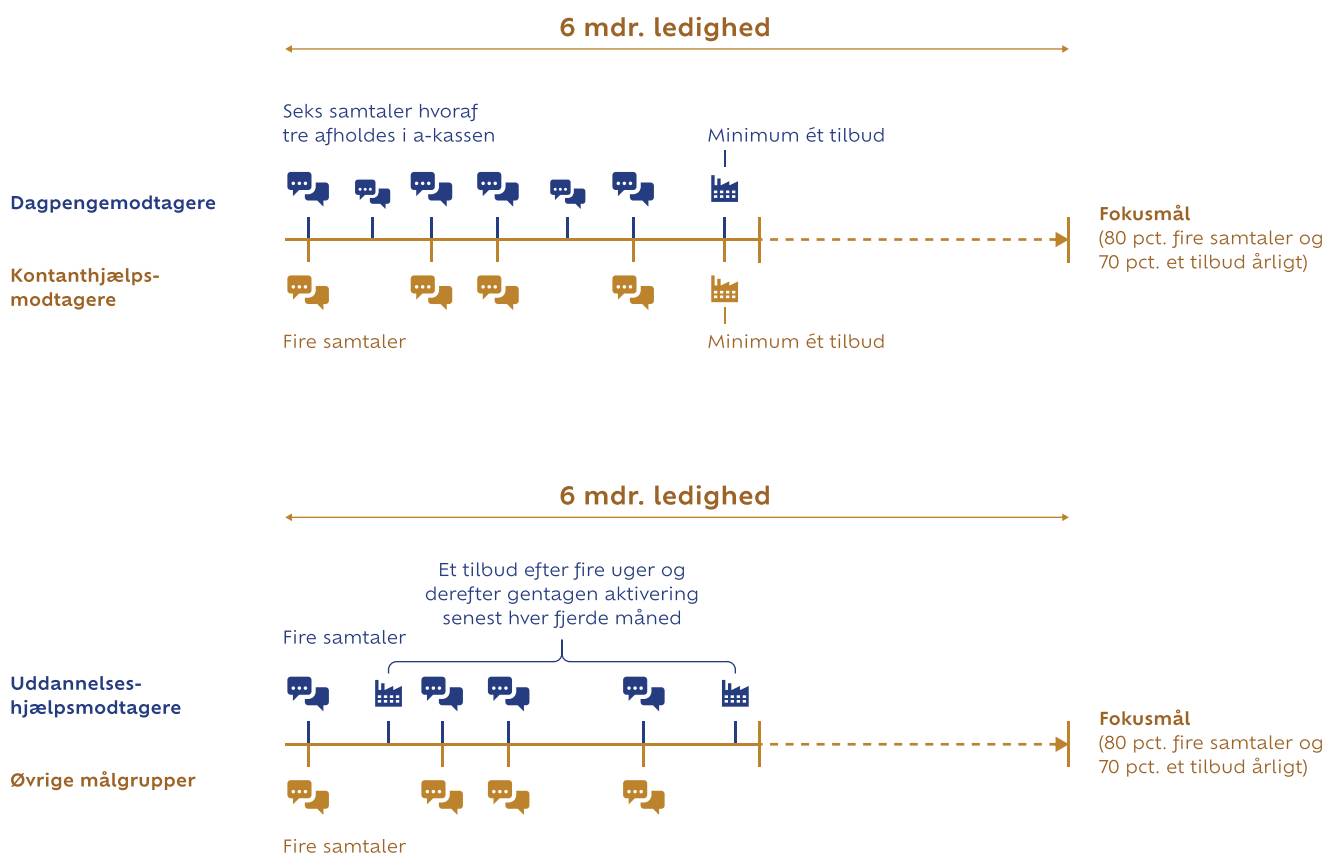 6 mdr. ledighed
Seks samtaler hvoraf
tre afholdes i a-kassen
Minimum ét tilbud
Dagpengemodtagere
Kontanthjælps-
modtagere
Fokusmål
(80 pct. fire samtaler og
70 pct. et tilbud årligt)
Fire samtaler
Minimum ét tilbud
6 mdr. ledighed
Et tilbud efter fire uger og
derefter gentagen aktivering
senest hver fjerde måned
Fire samtaler
Uddannelses-
hjælpsmodtagere
Øvrige målgrupper
Fokusmål
(80 pct. fire samtaler og
70 pct. et tilbud årligt)
Fire samtaler